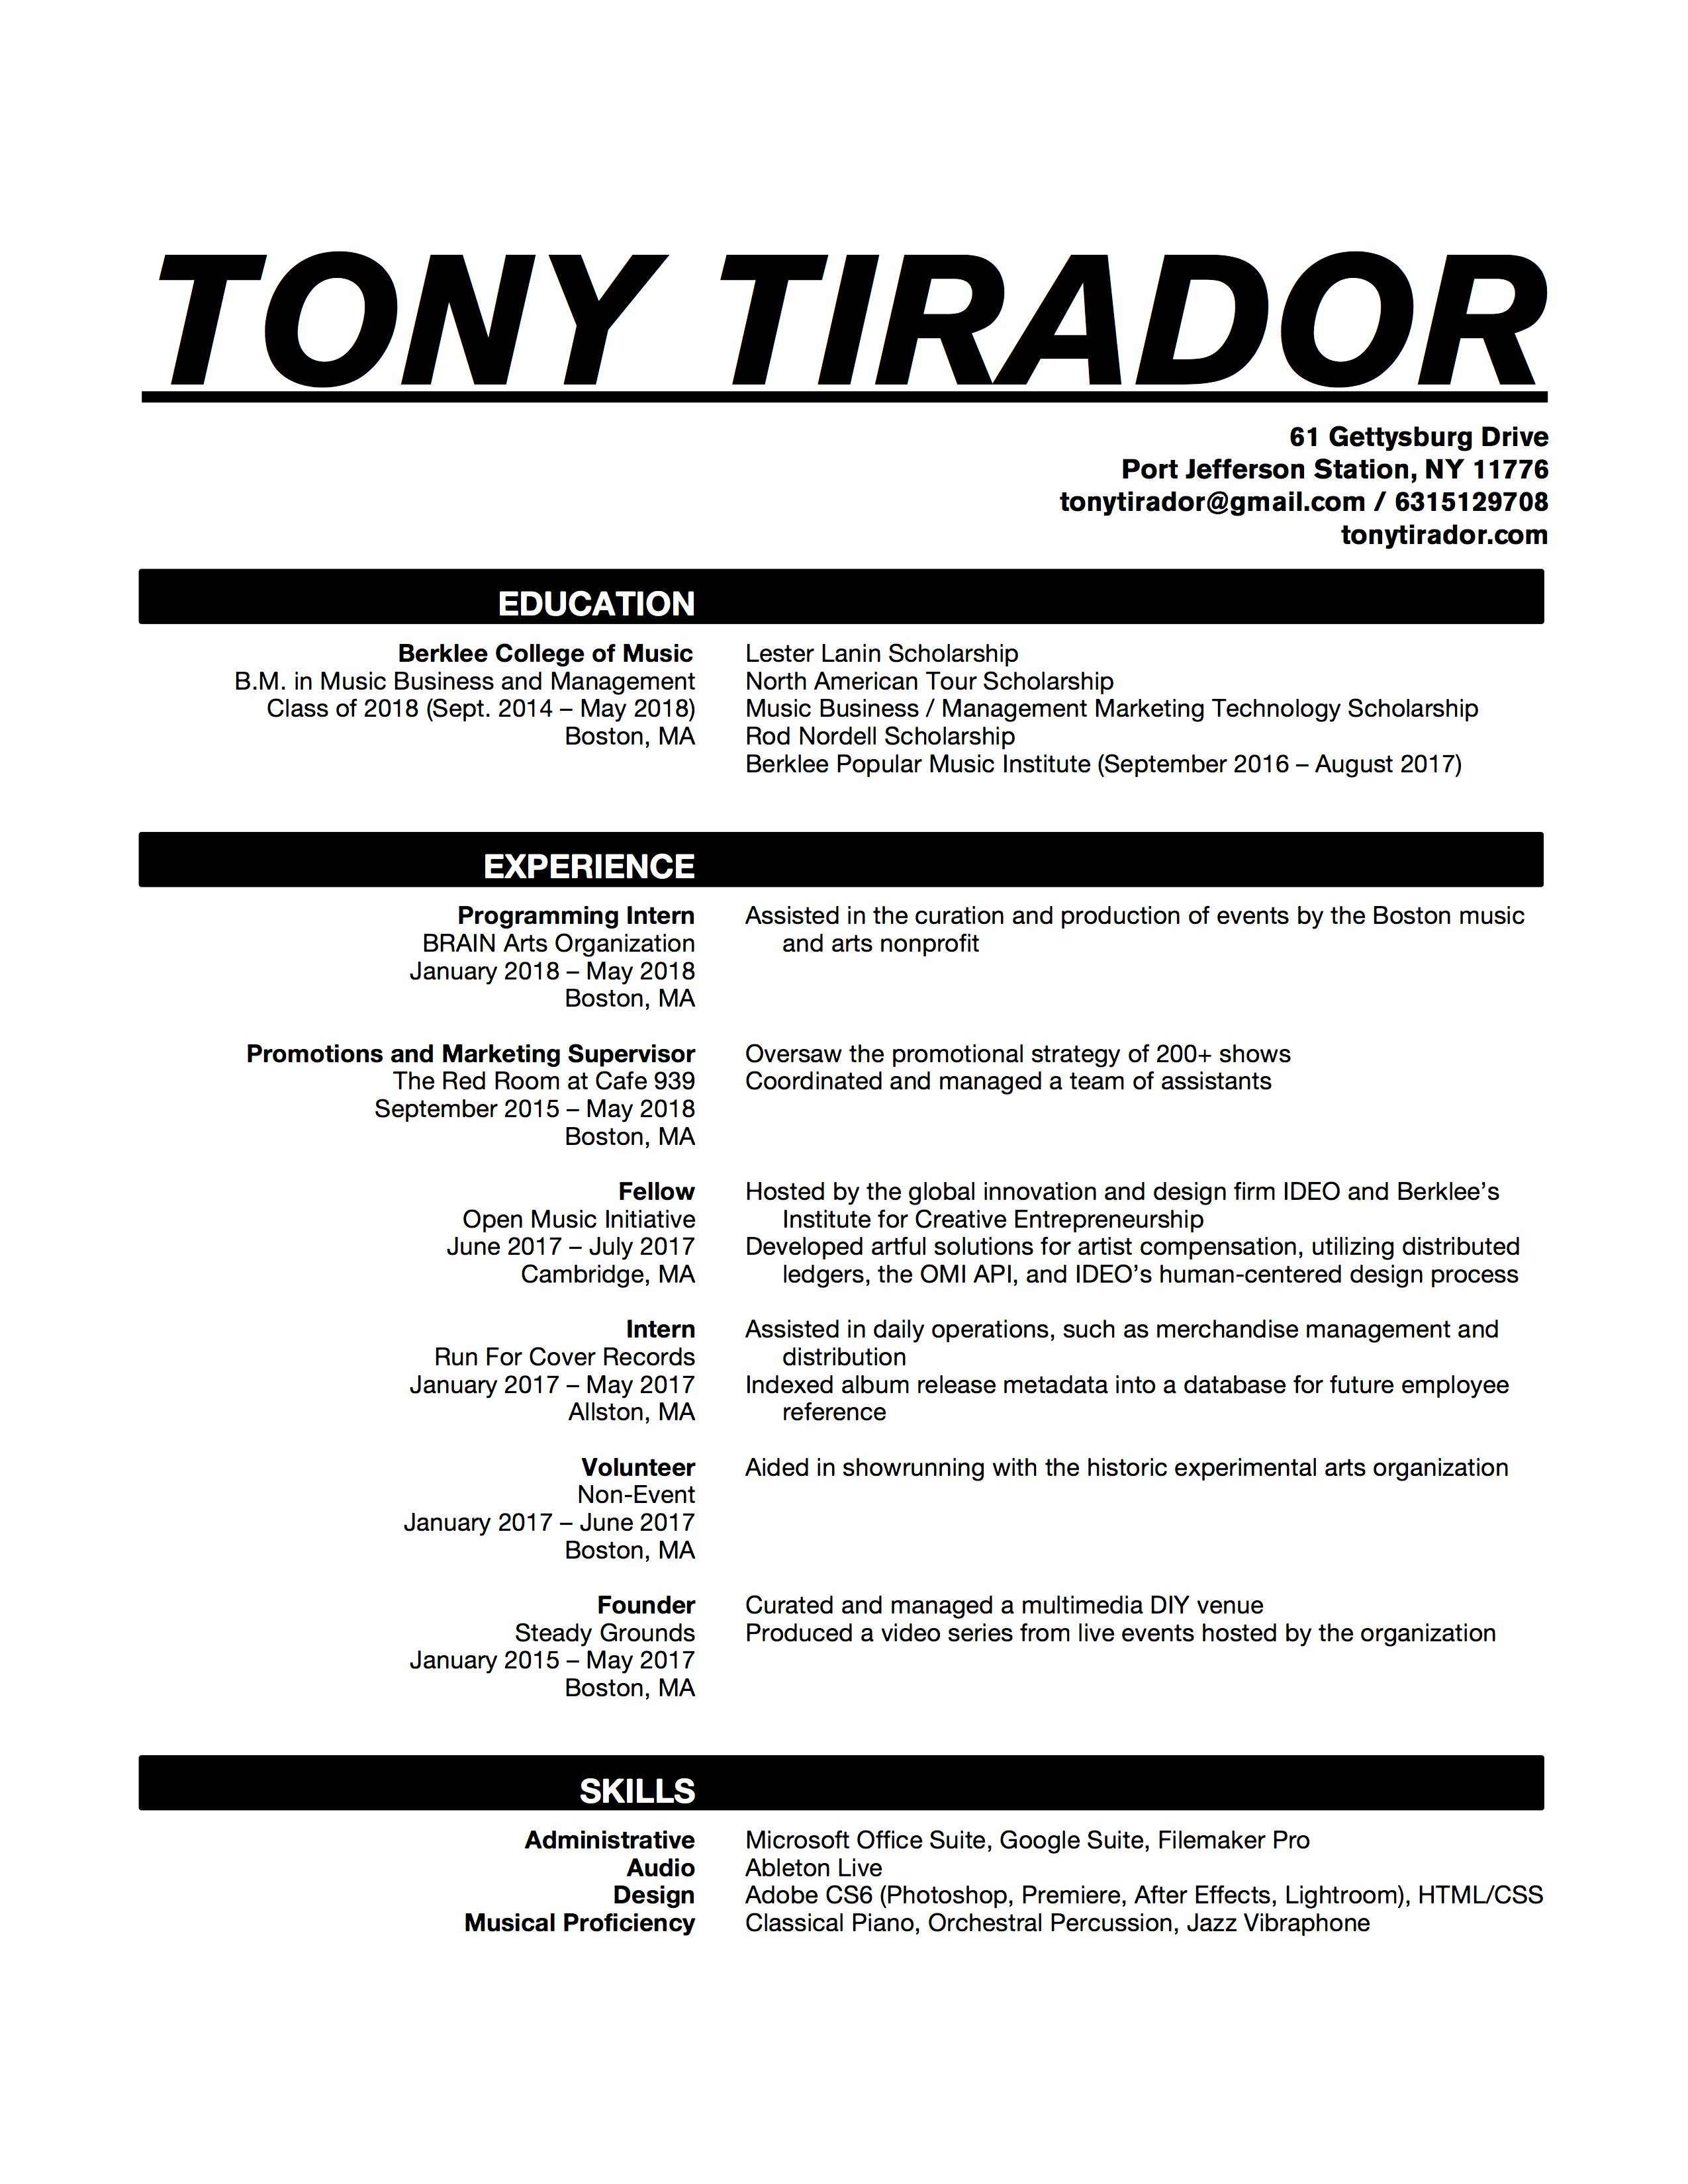 TONY TIRADOR
61 Gettysburg Drive
Port Jefferson Station, NY 11776
tonytirador@gmail.com / 6315129708
tonytirador.com
EDUCATION
Berklee College of Music
B.M. in Music Business and Management
Class of 2018 (Sept. 2014 – May 2018)
Boston, MA
Lester Lanin Scholarship
North American Tour Scholarship
Music Business / Management Marketing Technology Scholarship
Rod Nordell Scholarship
Berklee Popular Music Institute (September 2016 – August 2017)
EXPERIENCE
Programming Intern
BRAIN Arts Organization
January 2018 – May 2018
Boston, MA
Assisted in the curation and production of events by the Boston music
and arts nonprofit
Promotions and Marketing Supervisor
The Red Room at Cafe 939
September 2015 – May 2018
Boston, MA
Oversaw the promotional strategy of 200+ shows
Coordinated and managed a team of assistants
Fellow
Open Music Initiative
June 2017 – July 2017
Cambridge, MA
Hosted by the global innovation and design firm IDEO and Berklee’s
Institute for Creative Entrepreneurship
Developed artful solutions for artist compensation, utilizing distributed
ledgers, the OMI API, and IDEO’s human-centered design process
Intern
Run For Cover Records
January 2017 – May 2017
Allston, MA
Assisted in daily operations, such as merchandise management and
distribution
Indexed album release metadata into a database for future employee
reference
Volunteer
Non-Event
January 2017 – June 2017
Boston, MA
Aided in showrunning with the historic experimental arts organization
Founder
Steady Grounds
January 2015 – May 2017
Boston, MA
Curated and managed a multimedia DIY venue
Produced a video series from live events hosted by the organization
SKILLS
Administrative Microsoft Office Suite, Google Suite, Filemaker Pro
Audio Ableton Live
Design Adobe CS6 (Photoshop, Premiere, After Effects, Lightroom), HTML/CSS
Musical Proficiency Classical Piano, Orchestral Percussion, Jazz Vibraphone